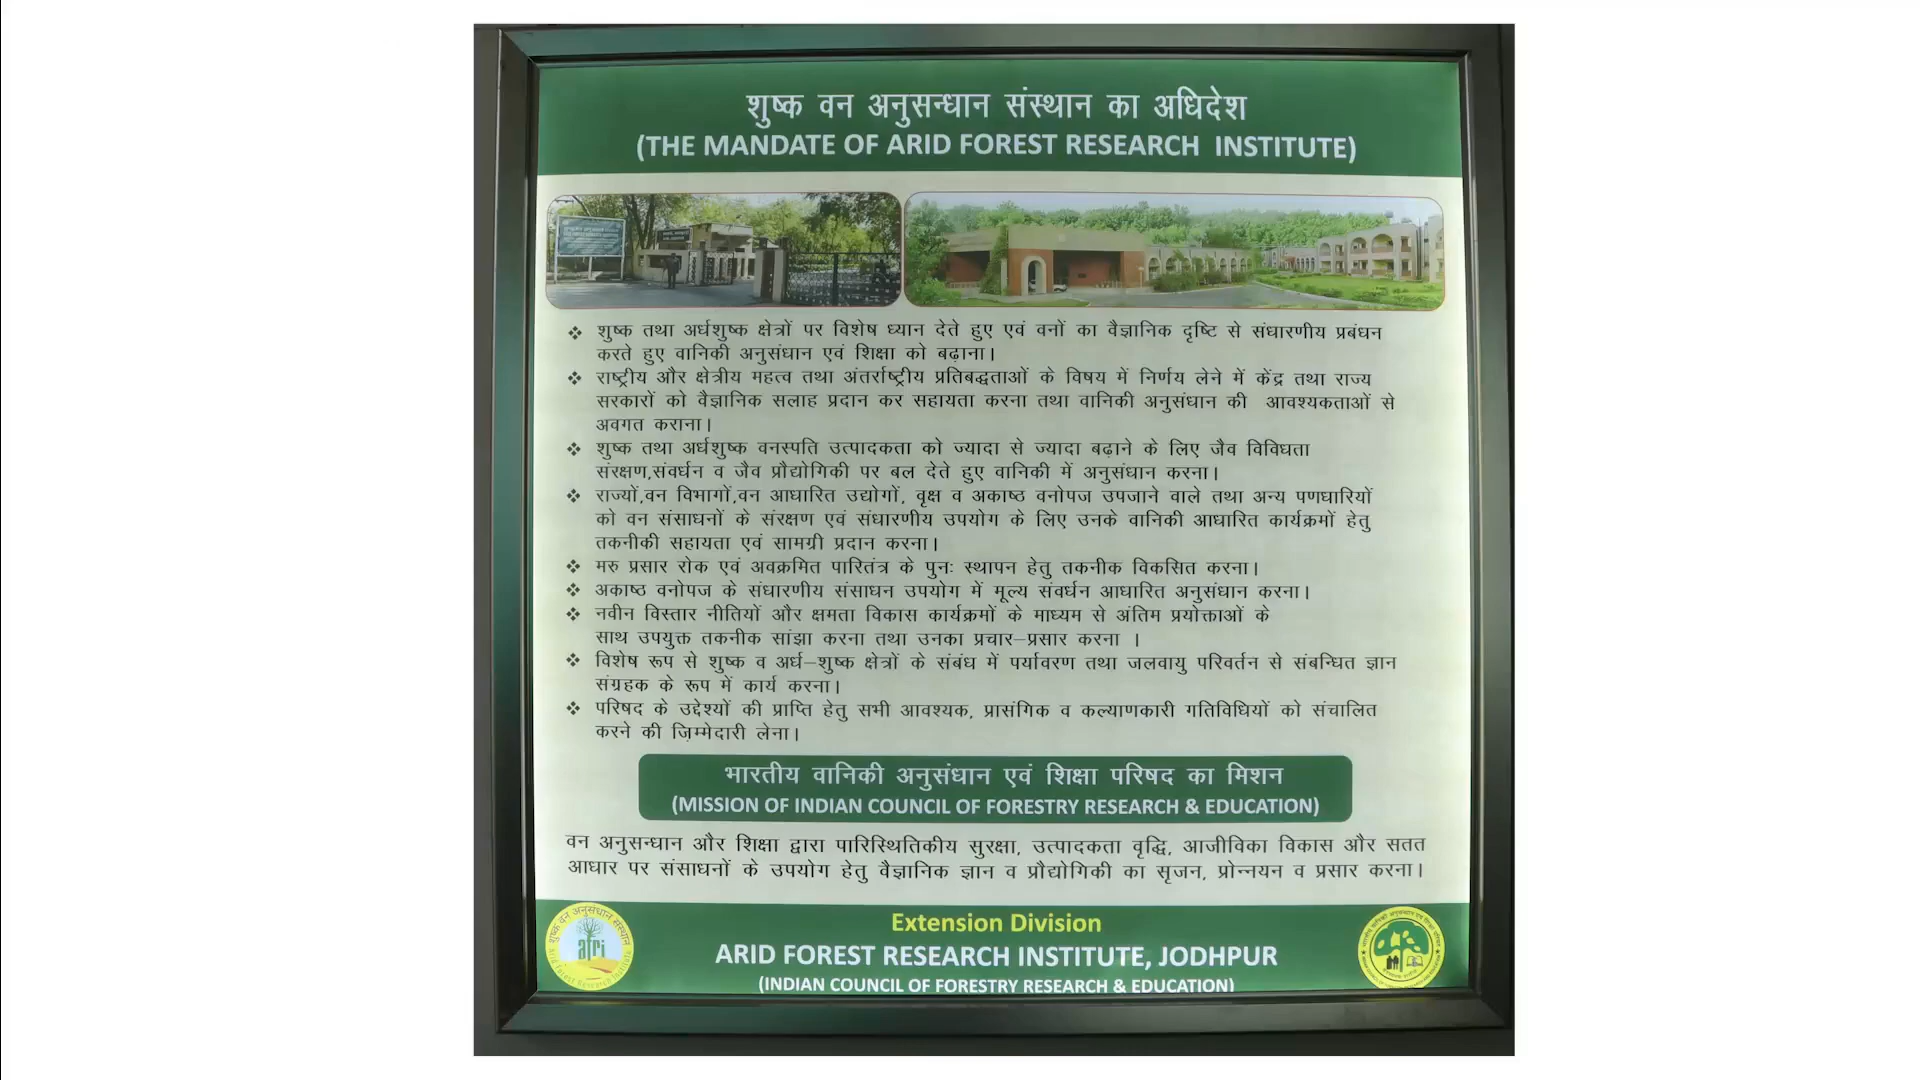 शुष्क वन अनुसन्धान संस्थान का अधिदेश
(THE MANDATE OF ARID FOREST RESEARCH INSTITUTE)
❖ शुष्क तथा अर्धशुष्क क्षेत्रों पर विशेष ध्यान देते हुए एवं वनों का वैज्ञानिक दृष्टि से संधारणीय प्रबंधन
करते हुए वानिकी अनुसंधान एवं शिक्षा को बढ़ाना।
❖ राष्ट्रीय और क्षेत्रीय महत्व तथा अंतर्राष्ट्रीय प्रतिबद्धताओं के विषय में निर्णय लेने में केंद्र तथा राज्य
सरकारों को वैज्ञानिक सलाह प्रदान कर सहायता करना तथा वानिकी अनुसंधान की आवश्यकताओं से
अवगत कराना।
❖ शुष्क तथा अर्धशुष्क वनस्पति उत्पादकता को ज्यादा से ज्यादा बढ़ाने के लिए जैव विविधता
संरक्षण,संवर्धन व जैव प्रौद्योगिकी पर बल देते हुए वानिकी में अनुसंधान करना।
❖ राज्यों,वन विभागों,वन आधारित उद्योगों, वृक्ष व अकाष्ठ वनोपज उपजाने वाले तथा अन्य पणधारियों
को वन संसाधनों के संरक्षण एवं संधारणीय उपयोग के लिए उनके वानिकी आधारित कार्यक्रमों हेतु
तकनीकी सहायता एवं सामग्री प्रदान करना।
❖ मरु प्रसार रोक एवं अवक्रमित पारितंत्र के पुनः स्थापन हेतु तकनीक विकसित करना।
❖ अकाष्ठ वनोपज के संधारणीय संसाधन उपयोग में मूल्य संवर्धन आधारित अनुसंधान करना।
❖ नवीन विस्तार नीतियों और क्षमता विकास कार्यक्रमों के माध्यम से अंतिम प्रयोक्ताओं के
साथ उपयुक्त तकनीक सांझा करना तथा उनका प्रचार–प्रसार करना ।
❖ विशेष रूप से शुष्क व अर्ध–शुष्क क्षेत्रों के संबंध में पर्यावरण तथा जलवायु परिवर्तन से संबन्धित ज्ञान
संग्रहक के रूप में कार्य करना।
❖ परिषद के उद्देश्यों की प्राप्ति हेतु सभी आवश्यक, प्रासंगिक व कल्याणकारी गतिविधियों को संचालित
करने की ज़िम्मेदारी लेना।
भारतीय वानिकी अनुसंधान एवं शिक्षा परिषद का मिशन
(MISSION OF INDIAN COUNCIL OF FORESTRY RESEARCH & EDUCATION)
वन अनुसन्धान और शिक्षा द्वारा पारिस्थितिकीय सुरक्षा, उत्पादकता वृद्धि, आजीविका विकास और सतत
आधार पर संसाधनों के उपयोग हेतु वैज्ञानिक ज्ञान व प्रौद्योगिकी का सृजन, प्रोन्नयन व प्रसार करना।
Extension Division
ARID FOREST RESEARCH INSTITUTE, JODHPUR
(INDIAN COUNCIL OF FORESTRY RESEARCH & EDUCATION)
शुष्क वन अनुसंधान संस्थान
afri
Arid Forest Research Institute